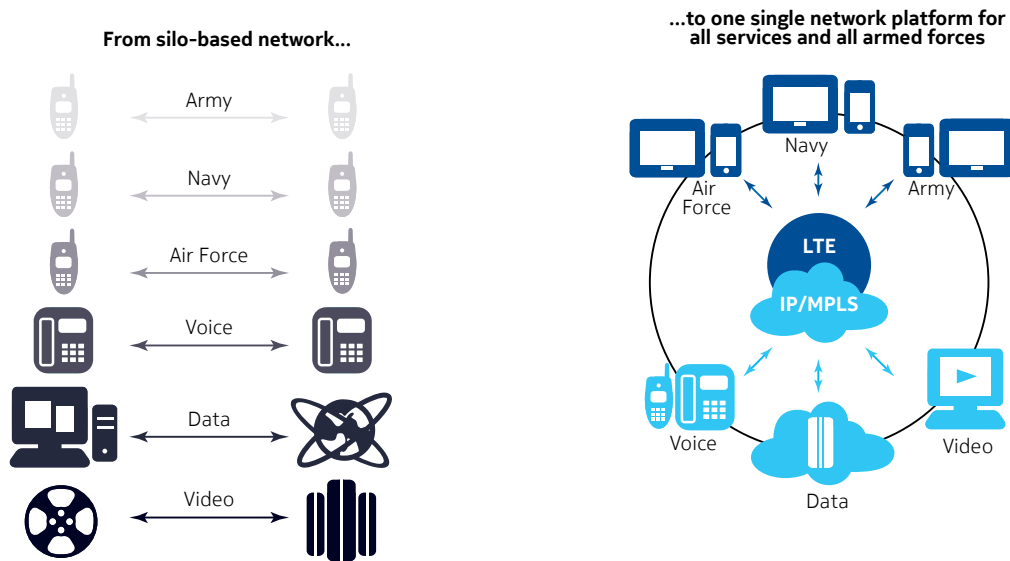 From silo-based network...
Army
Navy
Air Force
Voice
Data
Video
...to one single network platform for
all services and all armed forces
Navy
Air
Force
Army
LTE
IP/MPLS
Voice
Video
Data